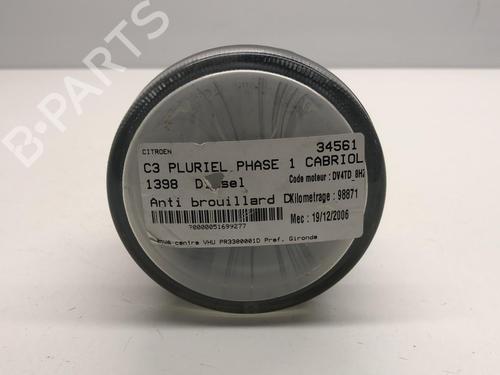 B-PARTS
CITROEN
34561
C3 PLURIEL PHASE 1 CABRIOL
1398 Diesel
Code moteur : DV4TD_8HZ
Anti brouillard D
Kilometrage : 98871
Mec : 19/12/2006
centre VHU PR3300001D Pref. Gironde